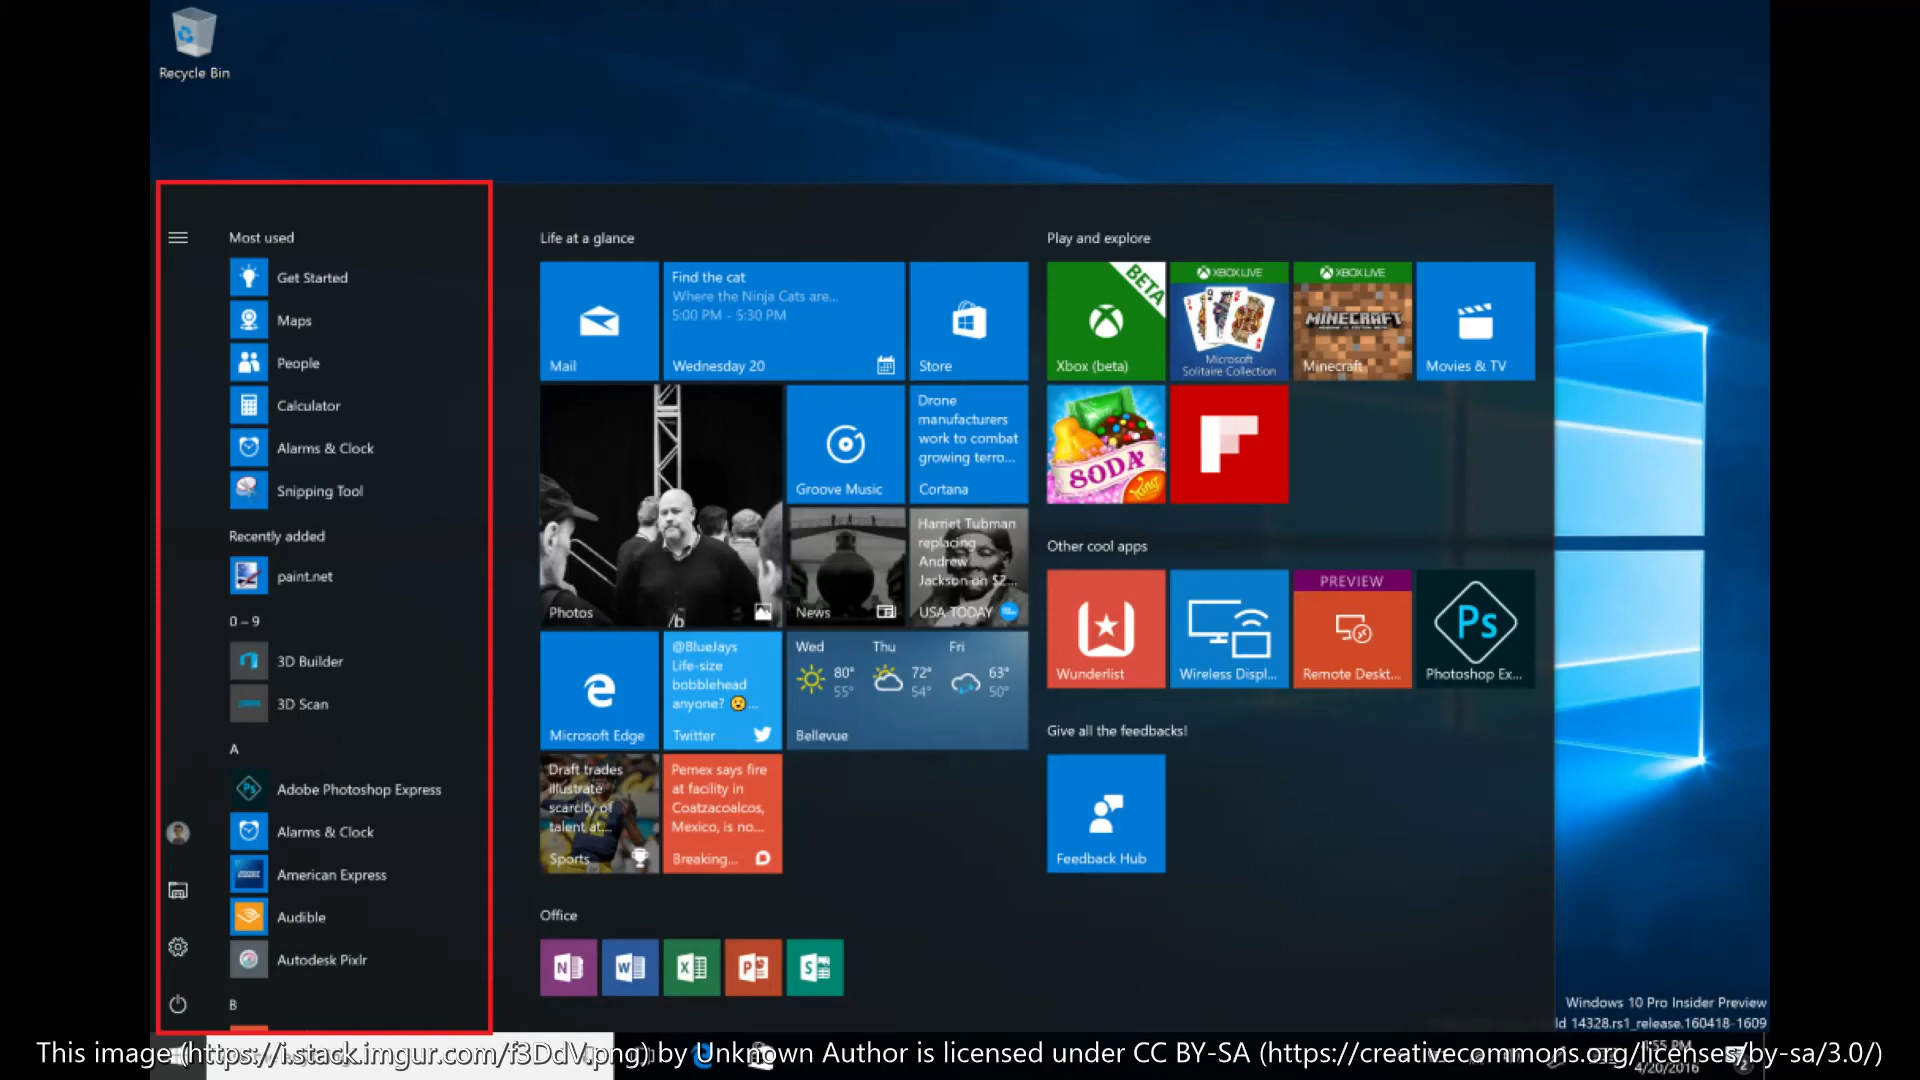 Recycle Bin
Most used
Get Started
Maps
People
Calculator
Alarms & Clock
Snipping Tool
Recently added
paint.net
0 – 9
3D Builder
3D Scan
A
Adobe Photoshop Express
Alarms & Clock
American Express
Audible
Autodesk Pixlr
B
Life at a glance
Mail
Find the cat
Where the Ninja Cats are...
5:00 PM - 5:30 PM
Wednesday 20
Store
Photos
/b
Groove Music
Drone
manufacturers
work to combat
growing terro...
Cortana
News
Harriet Tubman
replacing
Andrew
Jackson on $2...
USA TODAY
Microsoft Edge
@BlueJays
Life-size
bobblehead
anyone? 😮...
Twitter
Wed Thu Fri
80° 72° 63°
55° 54° 50°
Bellevue
Draft trades
illustrate
scarcity of
talent at...
Sports
Pemex says fire
at facility in
Coatzacoalcos,
Mexico, is no...
Breaking...
Office
N
W
X
P
S
Play and explore
BETA
Xbox (beta)
XBOX LIVE
Microsoft
Solitaire Collection
XBOX LIVE
MINECRAFT
Minecraft
Movies & TV
SODA
King
Other cool apps
Wunderlist
Wireless Displ...
PREVIEW
Remote Deskt...
Ps
Photoshop Ex...
Give all the feedbacks!
Feedback Hub
Windows 10 Pro Insider Preview
ld 14328.rs1_release.160418-1609
:55 PM
4/20/2016
This image (https://i.stack.imgur.com/f3DdV.png) by Unknown Author is licensed under CC BY-SA (https://creativecommons.org/licenses/by-sa/3.0/)